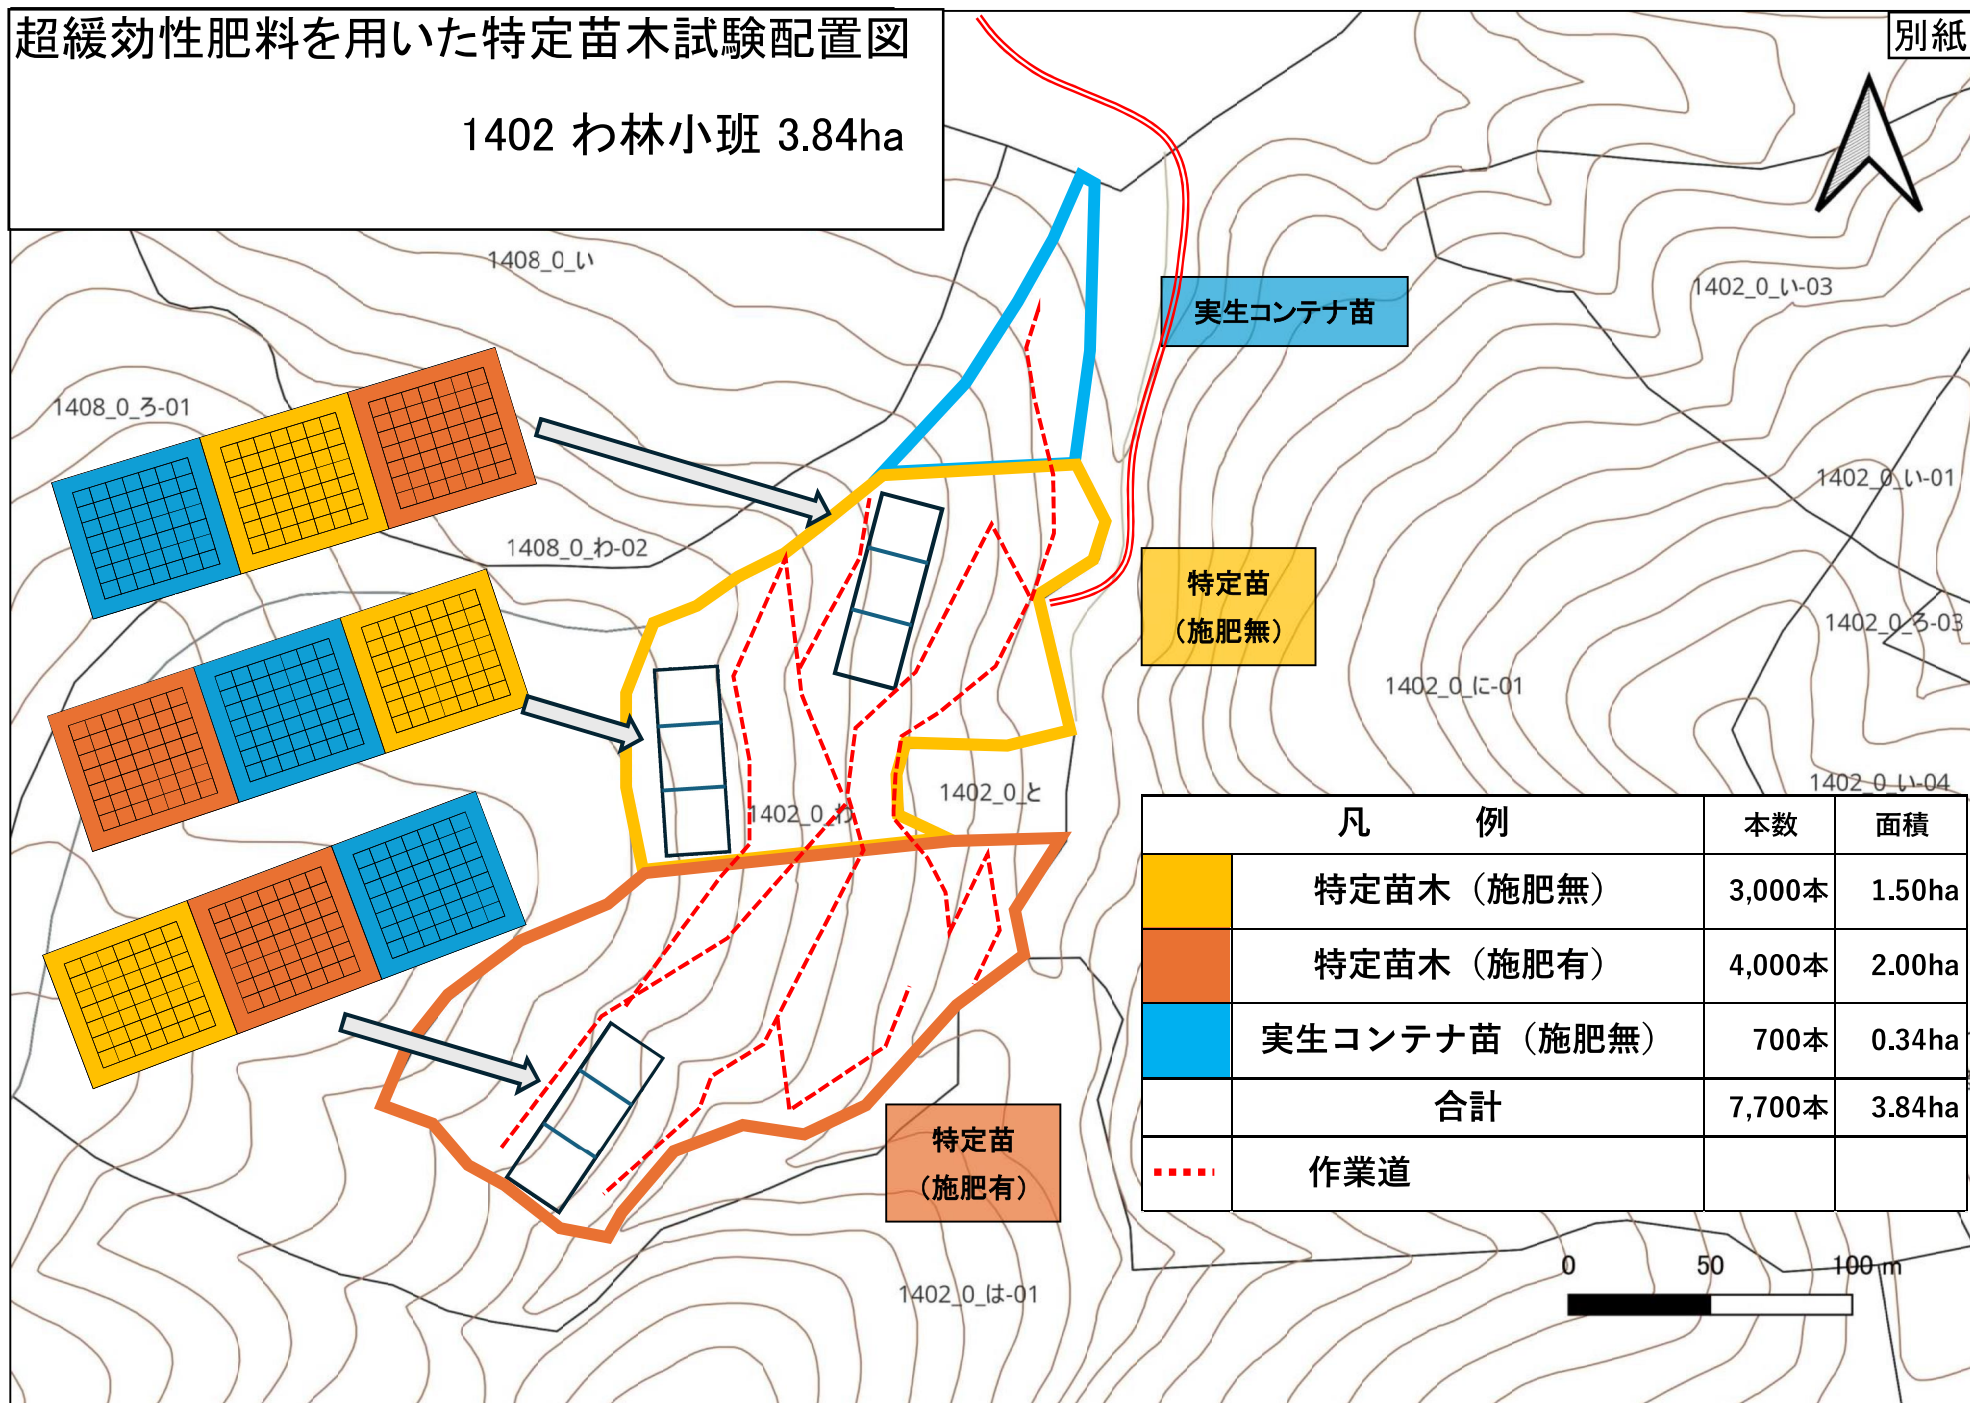 超緩効性肥料を用いた特定苗木試験配置図
1402 わ林小班 3.84ha
別紙
1408_0_い
1402_0_い-03
実生コンテナ苗
1408_0_ろ-01
1402_0_い-01
1408_0_わ-02
特定苗
（施肥無）
1402_0_ろ-03
1402_0_に-01
1402_0_い-04
1402_0_と
1402_0_わ
凡 例 本数 面積
特定苗木（施肥無） 3,000本 1.50ha
特定苗木（施肥有） 4,000本 2.00ha
実生コンテナ苗（施肥無） 700本 0.34ha
合計 7,700本 3.84ha
作業道
特定苗
（施肥有）
0 50 100 m
1402_0_は-01